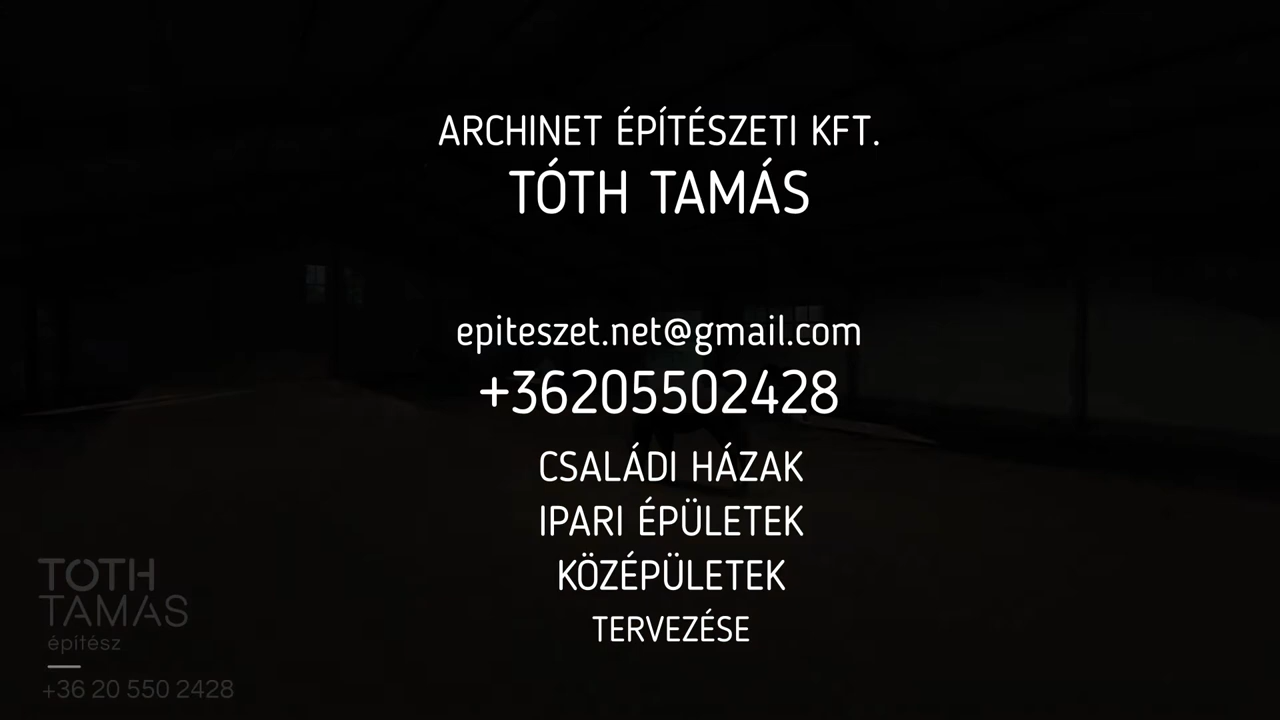 ARCHINET ÉPÍTÉSZETI KFT.
TÓTH TAMÁS
epiteszet.net@gmail.com
+36205502428
CSALÁDI HÁZAK
IPARI ÉPÜLETEK
KÖZÉPÜLETEK
TERVEZÉSE
TOTH
TAMAS
építész
+36 20 550 2428